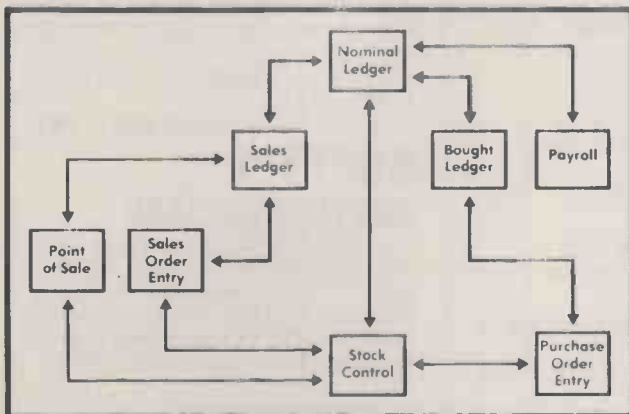 Nominal
Ledger
Sales
Ledger
Bought
Ledger
Payroll
Point
of Sale
Sales
Order
Entry
Stock
Control
Purchase
Order
Entry